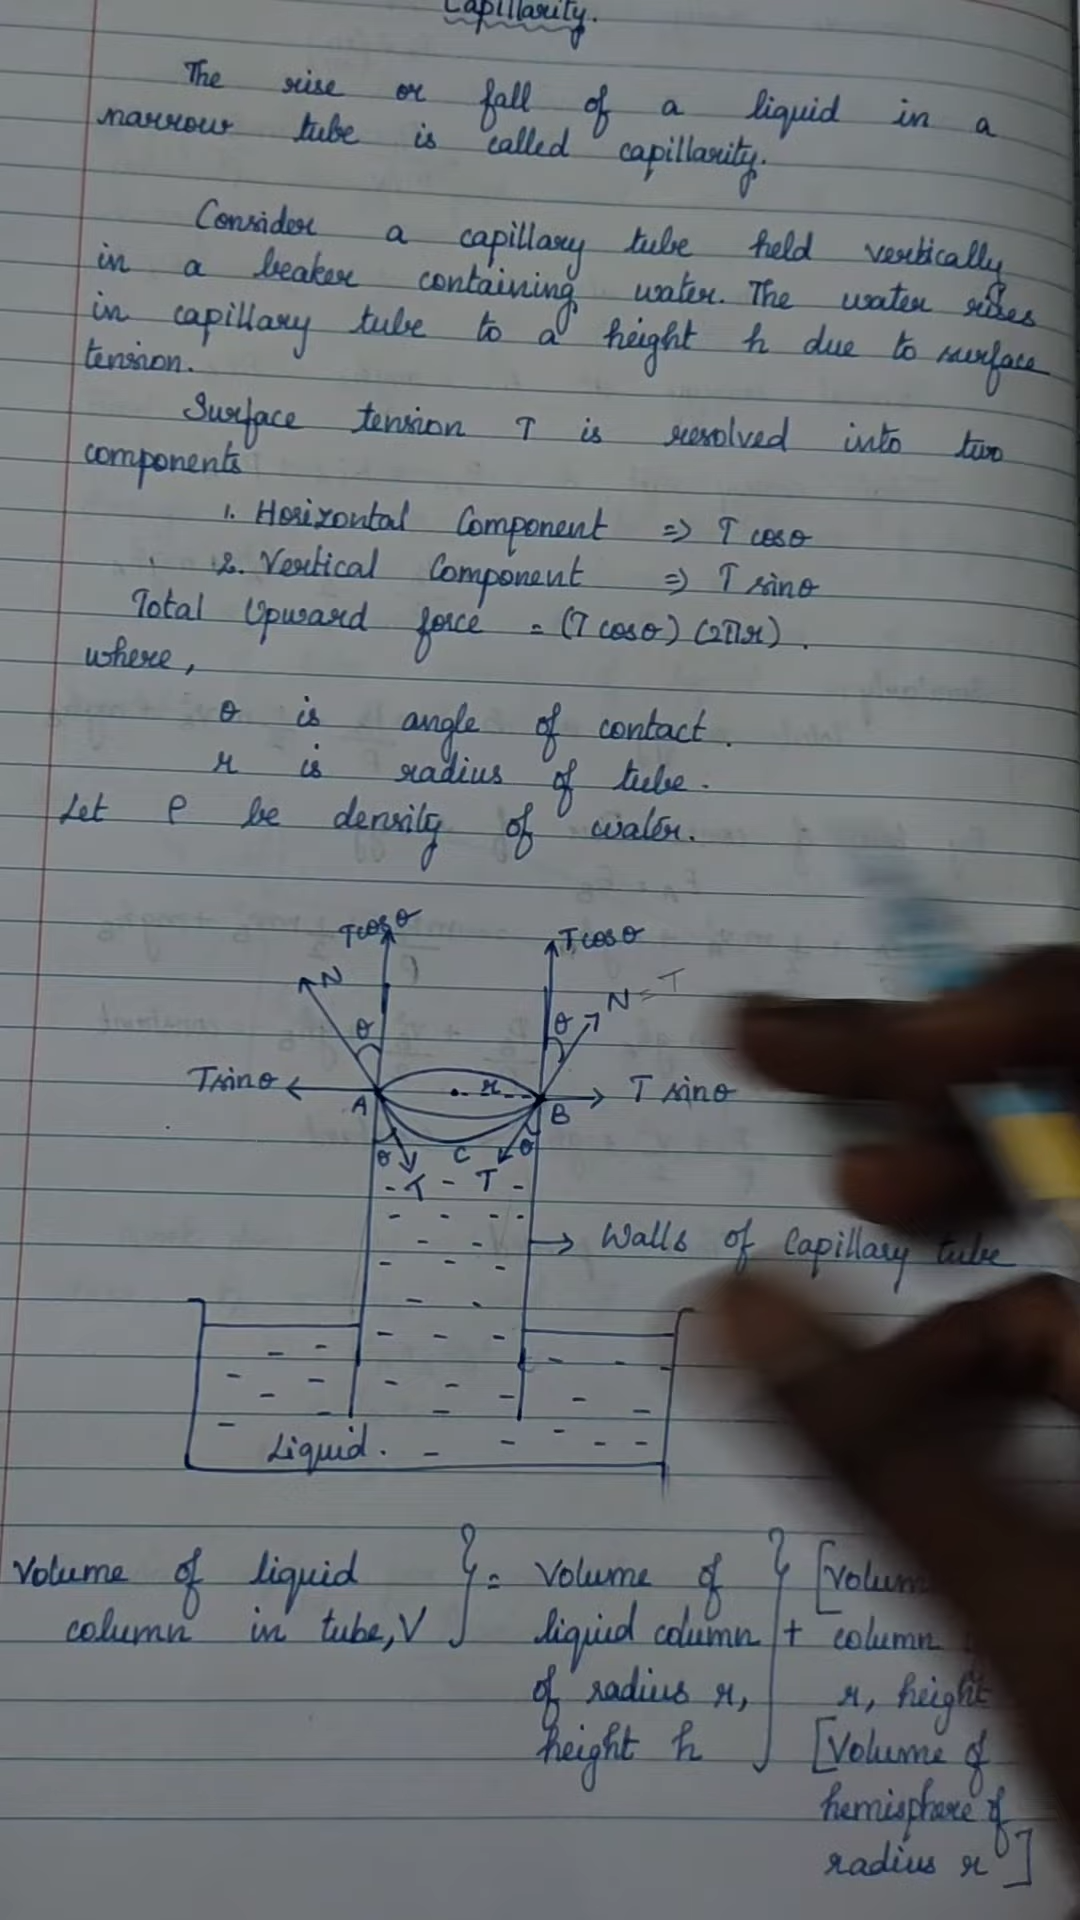 Capillarity.
The rise or fall of a liquid in a
narrow tube is called capillarity.
Consider a capillary tube held vertically
in a beaker containing water. The water rises
in capillary tube to a height h due to surface
tension.
Surface tension T is resolved into two
components
1. Horizontal Component => T cosθ
2. Vertical Component => T sinθ
Total Upward force = (T cosθ) (2πr).
where,
θ is angle of contact.
r is radius of tube.
Let ρ be density of water.
Tcosθ Tcosθ
N N = T
θ θ
Tsinθ r T sinθ
A B
θ C θ
T T
Walls of Capillary tube
Liquid.
Volume of liquid } = Volume of } [Volum
column in tube, V liquid column + column
of radius r, r, height
height h [Volume of
hemisphere of
radius r]